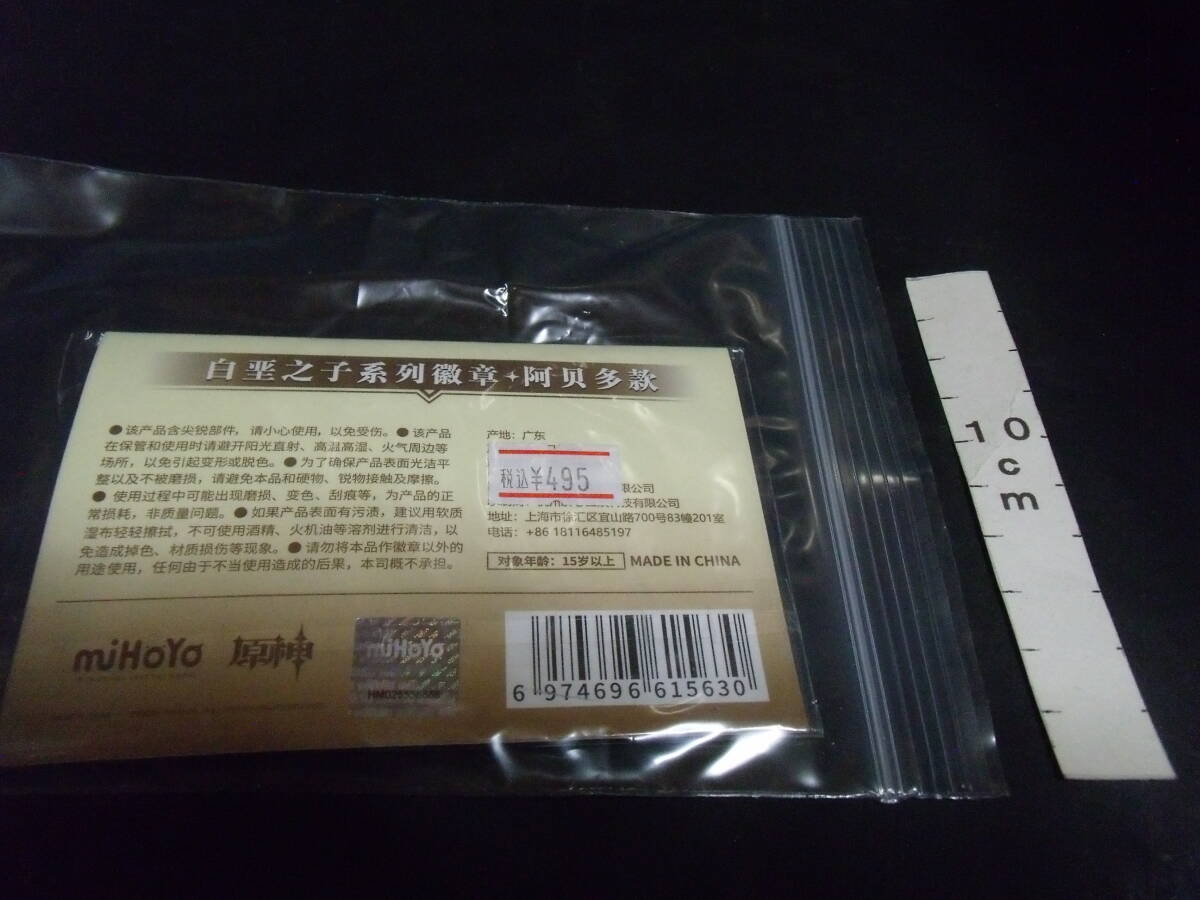 白垩之子系列徽章✦阿贝多款
● 该产品含尖锐部件，请小心使用，以免受伤。● 该产品
在保管和使用时请避开阳光直射、高温高湿、火气周边等
场所，以免引起变形或脱色。● 为了确保产品表面光洁平
整以及不被磨损，请避免本品和硬物、锐物接触及摩擦。
● 使用过程中可能出现磨损、变色、刮痕等，为产品的正
常损耗，非质量问题。● 如果产品表面有污渍，建议用软质
湿布轻轻擦拭，不可使用酒精、火机油等溶剂进行清洁，以
免造成掉色、材质损伤等现象。● 请勿将本品作徽章以外的
用途使用，任何由于不当使用造成的后果，本司概不承担。
产地：广东
税込¥495
限公司
有限公司
地址：上海市徐汇区宜山路700号83幢201室
电话：+86 18116485197
对象年龄：15岁以上 MADE IN CHINA
miHoYo 原神
miHoYo
6 974696 615630
10
cm